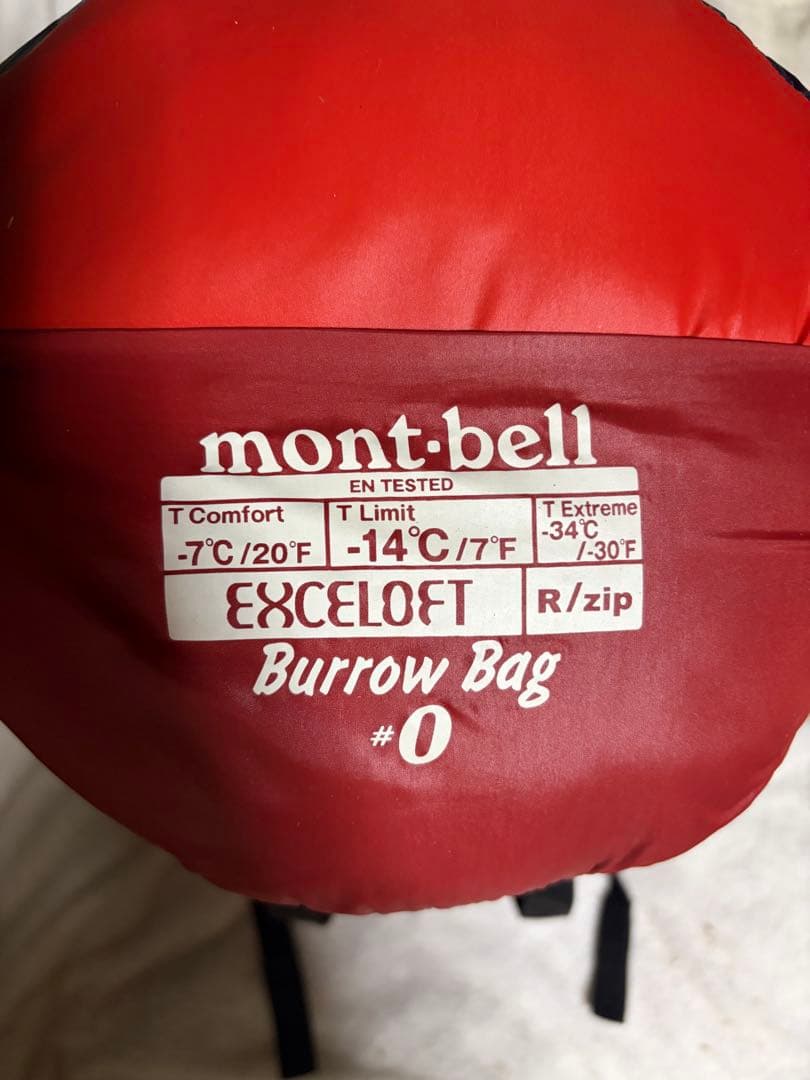 mont-bell
EN TESTED
T Comfort
-7℃/20°F
T Limit
-14℃/7°F
T Extreme
-34℃
/-30°F
EXCELOFT
R/zip
Burrow Bag
#0